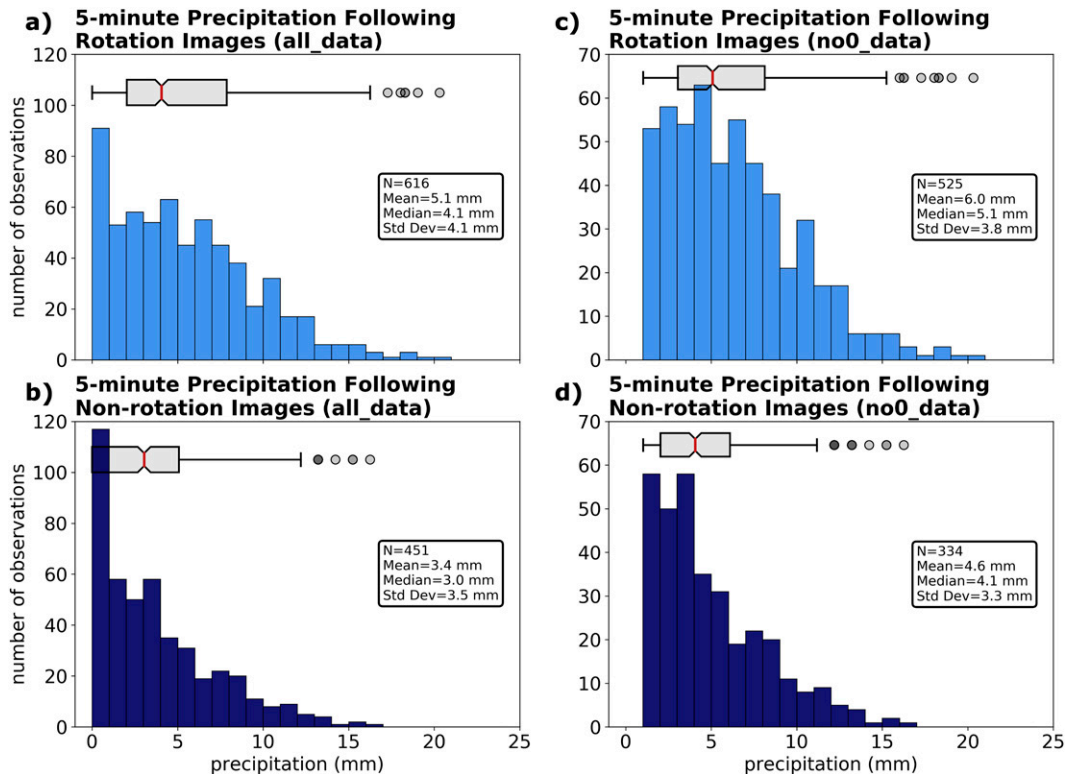 a)
5-minute Precipitation Following
Rotation Images (all_data)
120
100
80
60
40
20
0
number of observations
N=616
Mean=5.1 mm
Median=4.1 mm
Std Dev=4.1 mm
c)
5-minute Precipitation Following
Rotation Images (no0_data)
70
60
50
40
30
20
10
0
N=525
Mean=6.0 mm
Median=5.1 mm
Std Dev=3.8 mm
b)
5-minute Precipitation Following
Non-rotation Images (all_data)
120
100
80
60
40
20
0
number of observations
N=451
Mean=3.4 mm
Median=3.0 mm
Std Dev=3.5 mm
0 5 10 15 20 25
precipitation (mm)
d)
5-minute Precipitation Following
Non-rotation Images (no0_data)
70
60
50
40
30
20
10
0
N=334
Mean=4.6 mm
Median=4.1 mm
Std Dev=3.3 mm
0 5 10 15 20 25
precipitation (mm)